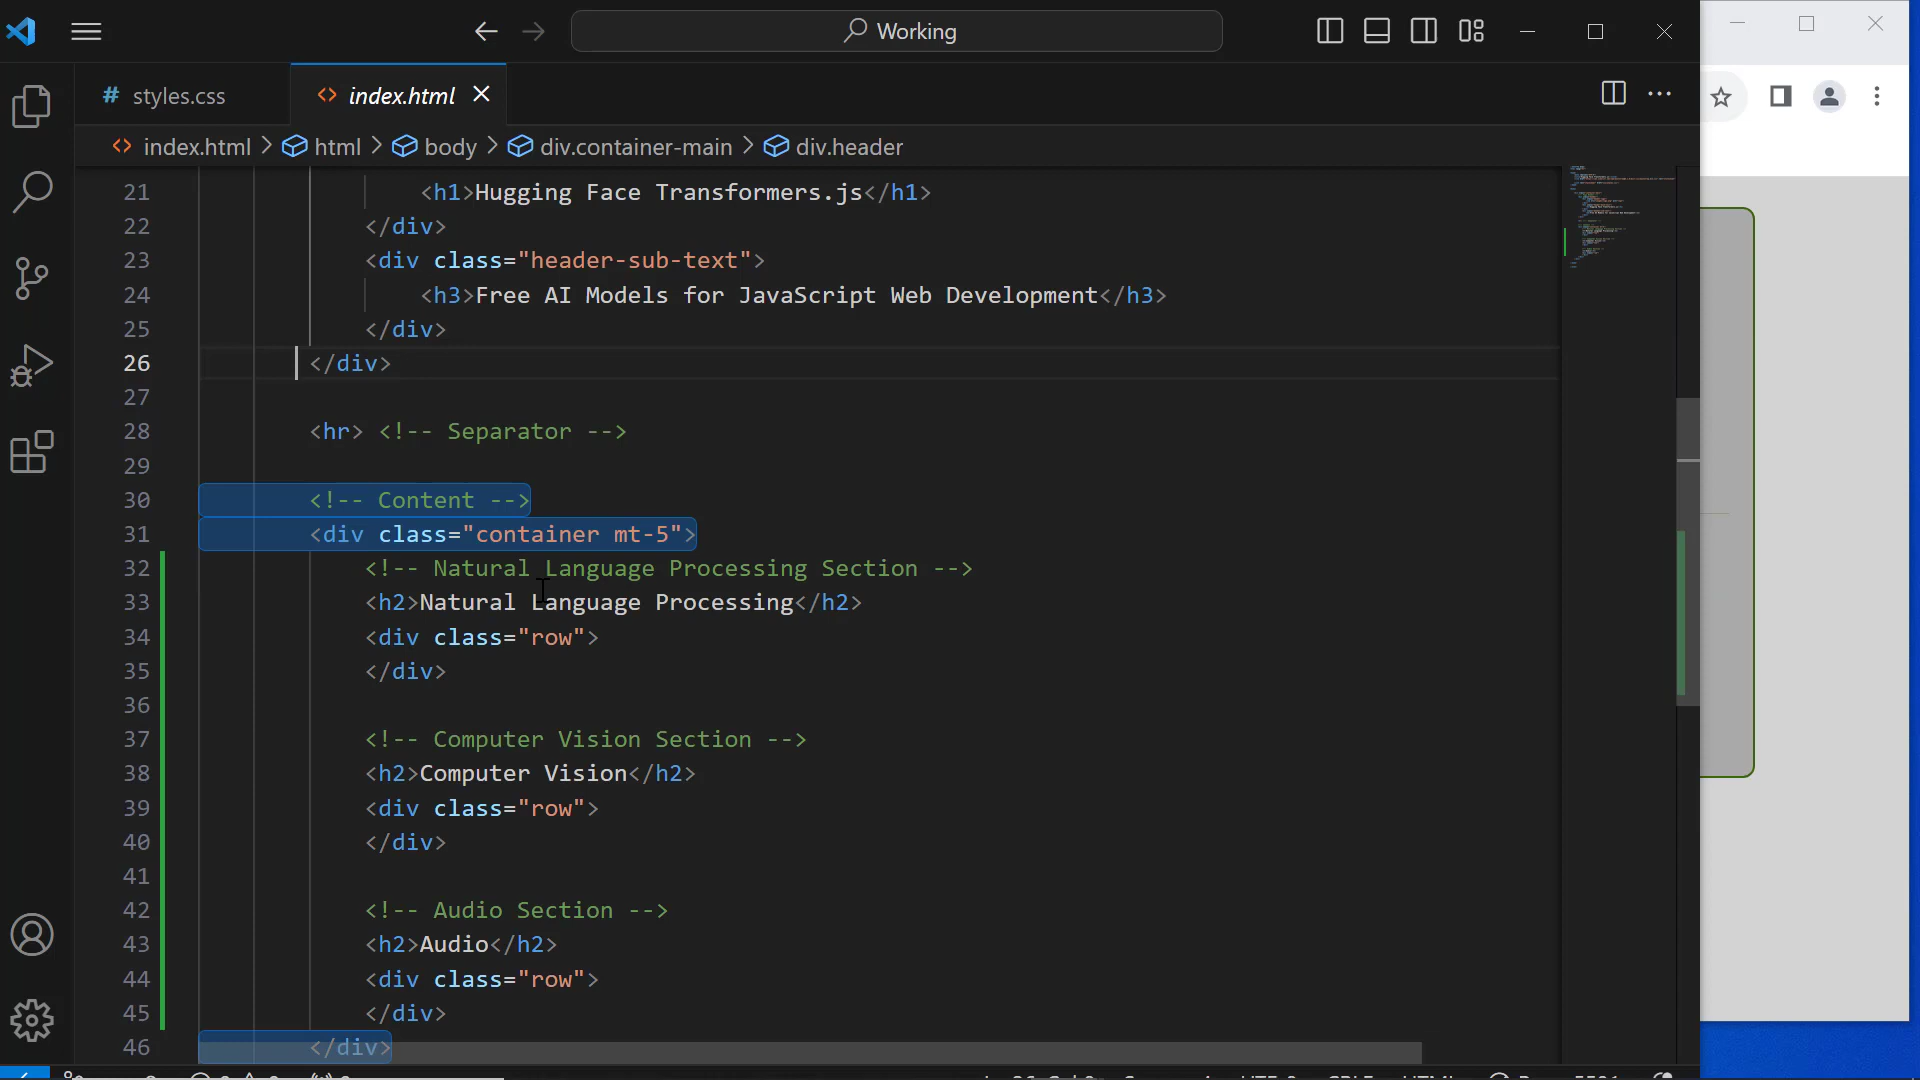 Working
# styles.css
<> index.html
<> index.html > html > body > div.container-main > div.header
21 <h1>Hugging Face Transformers.js</h1>
22 </div>
23 <div class="header-sub-text">
24 <h3>Free AI Models for JavaScript Web Development</h3>
25 </div>
26 </div>
27
28 <hr> <!-- Separator -->
29
30 <!-- Content -->
31 <div class="container mt-5">
32 <!-- Natural Language Processing Section -->
33 <h2>Natural Language Processing</h2>
34 <div class="row">
35 </div>
36
37 <!-- Computer Vision Section -->
38 <h2>Computer Vision</h2>
39 <div class="row">
40 </div>
41
42 <!-- Audio Section -->
43 <h2>Audio</h2>
44 <div class="row">
45 </div>
46 </div>